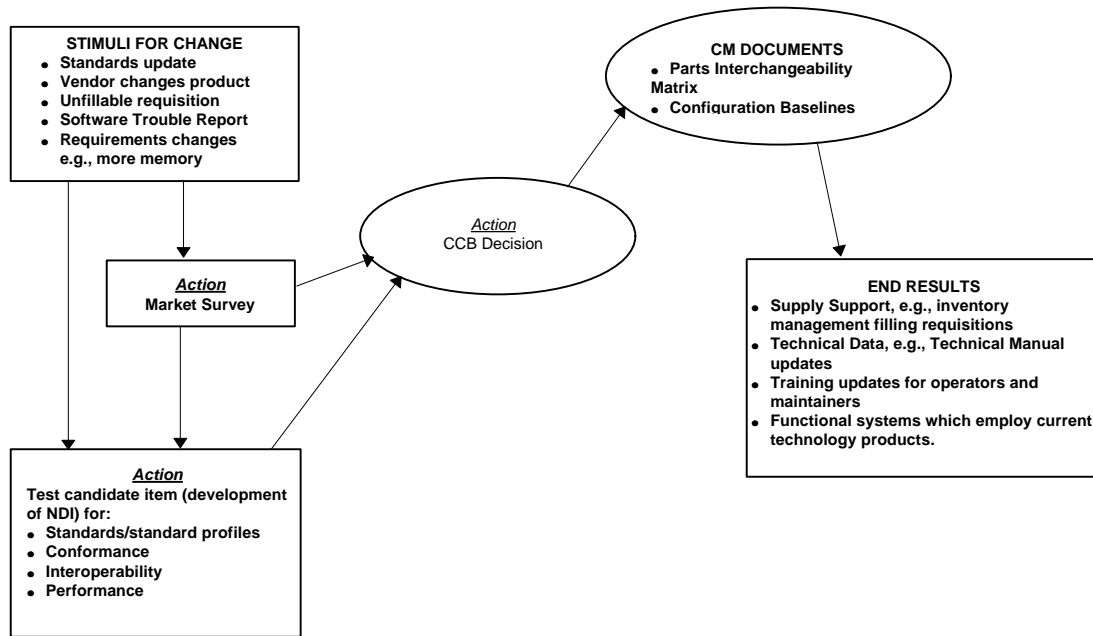 STIMULI FOR CHANGE
• Standards update
• Vendor changes product
• Unfillable requisition
• Software Trouble Report
• Requirements changes
e.g., more memory
CM DOCUMENTS
• Parts Interchangeability
Matrix
• Configuration Baselines
Action
CCB Decision
Action
Market Survey
END RESULTS
• Supply Support, e.g., inventory
management filling requisitions
• Technical Data, e.g., Technical Manual
updates
• Training updates for operators and
maintainers
• Functional systems which employ current
technology products.
Action
Test candidate item (development
of NDI) for:
• Standards/standard profiles
• Conformance
• Interoperability
• Performance